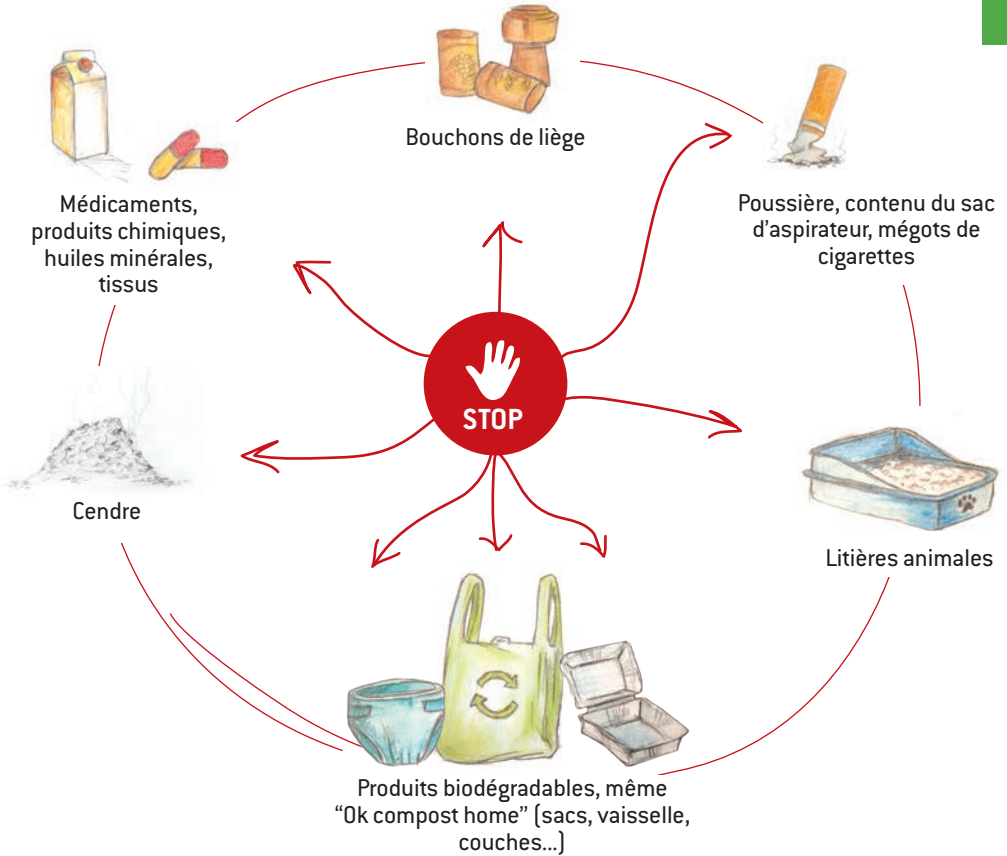 Bouchons de liège
Médicaments,
produits chimiques,
huiles minérales,
tissus
Poussière, contenu du sac
d’aspirateur, mégots de
cigarettes
STOP
Cendre
Litières animales
Produits biodégradables, même
“Ok compost home” (sacs, vaisselle,
couches...)